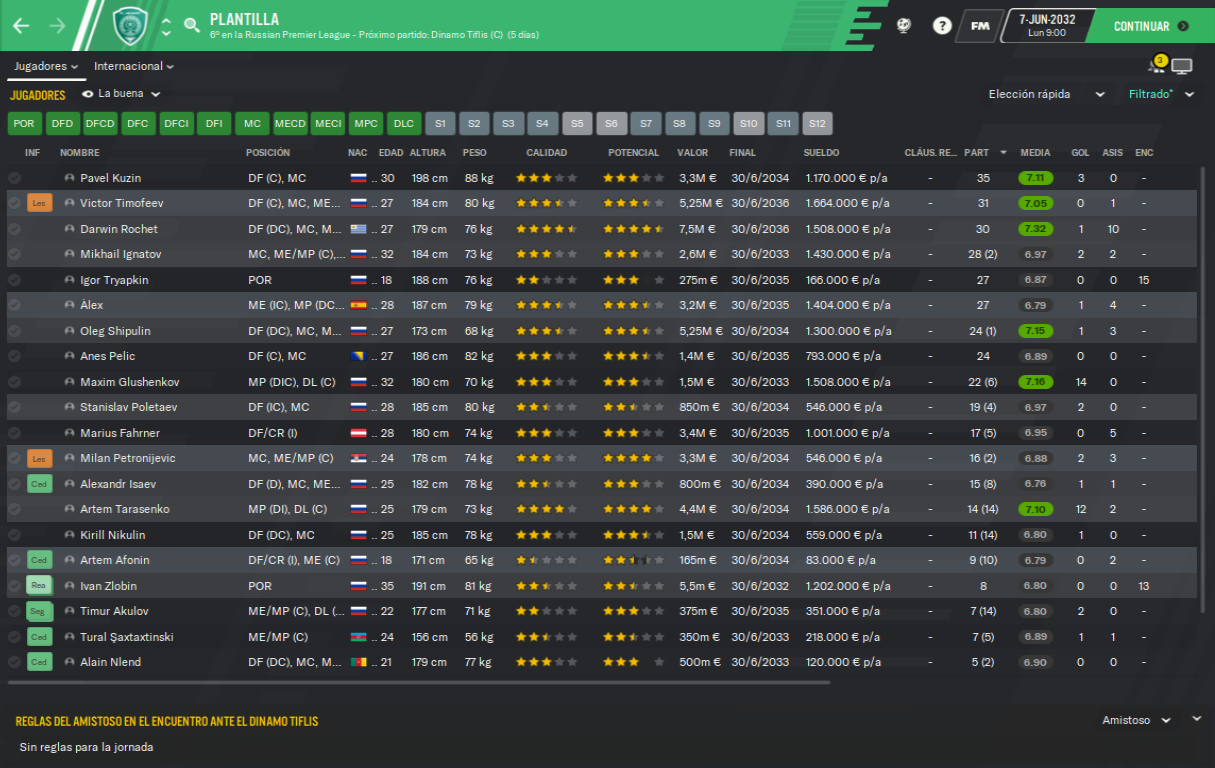 PLANTILLA
6º en la Russian Premier League - Próximo partido: Dinamo Tiflis (C) (5 días)
? FM 7-JUN-2032 Lun 9:00 CONTINUAR
Jugadores Internacional 3
JUGADORES La buena Elección rápida Filtrado*
POR DFD DFCD DFC DFCI DFI MC MECD MECI MPC DLC S1 S2 S3 S4 S5 S6 S7 S8 S9 S10 S11 S12
INF NOMBRE POSICIÓN NAC EDAD ALTURA PESO CALIDAD POTENCIAL VALOR FINAL SUELDO CLÁUS. RE... PART MEDIA GOL ASIS ENC
Pavel Kuzin DF (C), MC .. 30 198 cm 88 kg 3,3M € 30/6/2034 1.170.000 € p/a - 35 7.11 3 0 -
Les Victor Timofeev DF (C), MC, ME... .. 27 184 cm 80 kg 5,25M € 30/6/2036 1.664.000 € p/a - 31 7.05 0 1 -
Darwin Rochet DF (DC), MC, M... .. 27 179 cm 76 kg 7,5M € 30/6/2036 1.508.000 € p/a - 30 7.32 1 10 -
Mikhail Ignatov MC, ME/MP (C),... .. 32 184 cm 73 kg 2,6M € 30/6/2033 1.430.000 € p/a - 28 (2) 6.97 2 2 -
Igor Tryapkin POR .. 18 188 cm 76 kg 275m € 30/6/2035 166.000 € p/a - 27 6.87 0 0 15
Àlex ME (IC), MP (DC... .. 28 187 cm 79 kg 3,2M € 30/6/2035 1.404.000 € p/a - 27 6.79 1 4 -
Oleg Shipulin DF (DC), MC, M... .. 27 173 cm 68 kg 5,25M € 30/6/2034 1.300.000 € p/a - 24 (1) 7.15 1 3 -
Anes Pelic DF (C), MC .. 27 186 cm 82 kg 1,4M € 30/6/2035 793.000 € p/a - 24 6.89 0 0 -
Maxim Glushenkov MP (DIC), DL (C) .. 32 180 cm 70 kg 1,5M € 30/6/2033 1.508.000 € p/a - 22 (6) 7.16 14 0 -
Stanislav Poletaev DF (IC), MC .. 28 185 cm 80 kg 850m € 30/6/2034 546.000 € p/a - 19 (4) 6.97 2 0 -
Marius Fahrner DF/CR (I) .. 28 180 cm 74 kg 3,4M € 30/6/2035 1.001.000 € p/a - 17 (5) 6.95 0 5 -
Les Milan Petronijevic MC, ME/MP (C) .. 24 178 cm 74 kg 3,3M € 30/6/2034 546.000 € p/a - 16 (2) 6.88 2 3 -
Ced Alexandr Isaev DF (D), MC, ME... .. 25 182 cm 78 kg 800m € 30/6/2034 390.000 € p/a - 15 (8) 6.76 1 1 -
Artem Tarasenko MP (DI), DL (C) .. 25 179 cm 73 kg 4,4M € 30/6/2034 1.586.000 € p/a - 14 (14) 7.10 12 2 -
Kirill Nikulin DF (DC), MC .. 25 185 cm 78 kg 1,5M € 30/6/2034 559.000 € p/a - 11 (14) 6.80 1 0 -
Ced Artem Afonin DF/CR (I), ME (C) .. 18 171 cm 65 kg 165m € 30/6/2034 83.000 € p/a - 9 (10) 6.79 0 2 -
Rea Ivan Zlobin POR .. 35 191 cm 81 kg 5,5m € 30/6/2032 1.202.000 € p/a - 8 6.80 0 0 13
Seg Timur Akulov ME/MP (C), DL (... .. 22 177 cm 71 kg 375m € 30/6/2035 351.000 € p/a - 7 (14) 6.80 2 0 -
Ced Tural Şaxtaxtinski ME/MP (C) .. 24 156 cm 56 kg 350m € 30/6/2033 218.000 € p/a - 7 (5) 6.89 1 1 -
Ced Alain Nlend DF (DC), MC, M... .. 21 179 cm 77 kg 500m € 30/6/2033 120.000 € p/a - 5 (2) 6.90 0 0 -
REGLAS DEL AMISTOSO EN EL ENCUENTRO ANTE EL DINAMO TIFLIS Amistoso
Sin reglas para la jornada